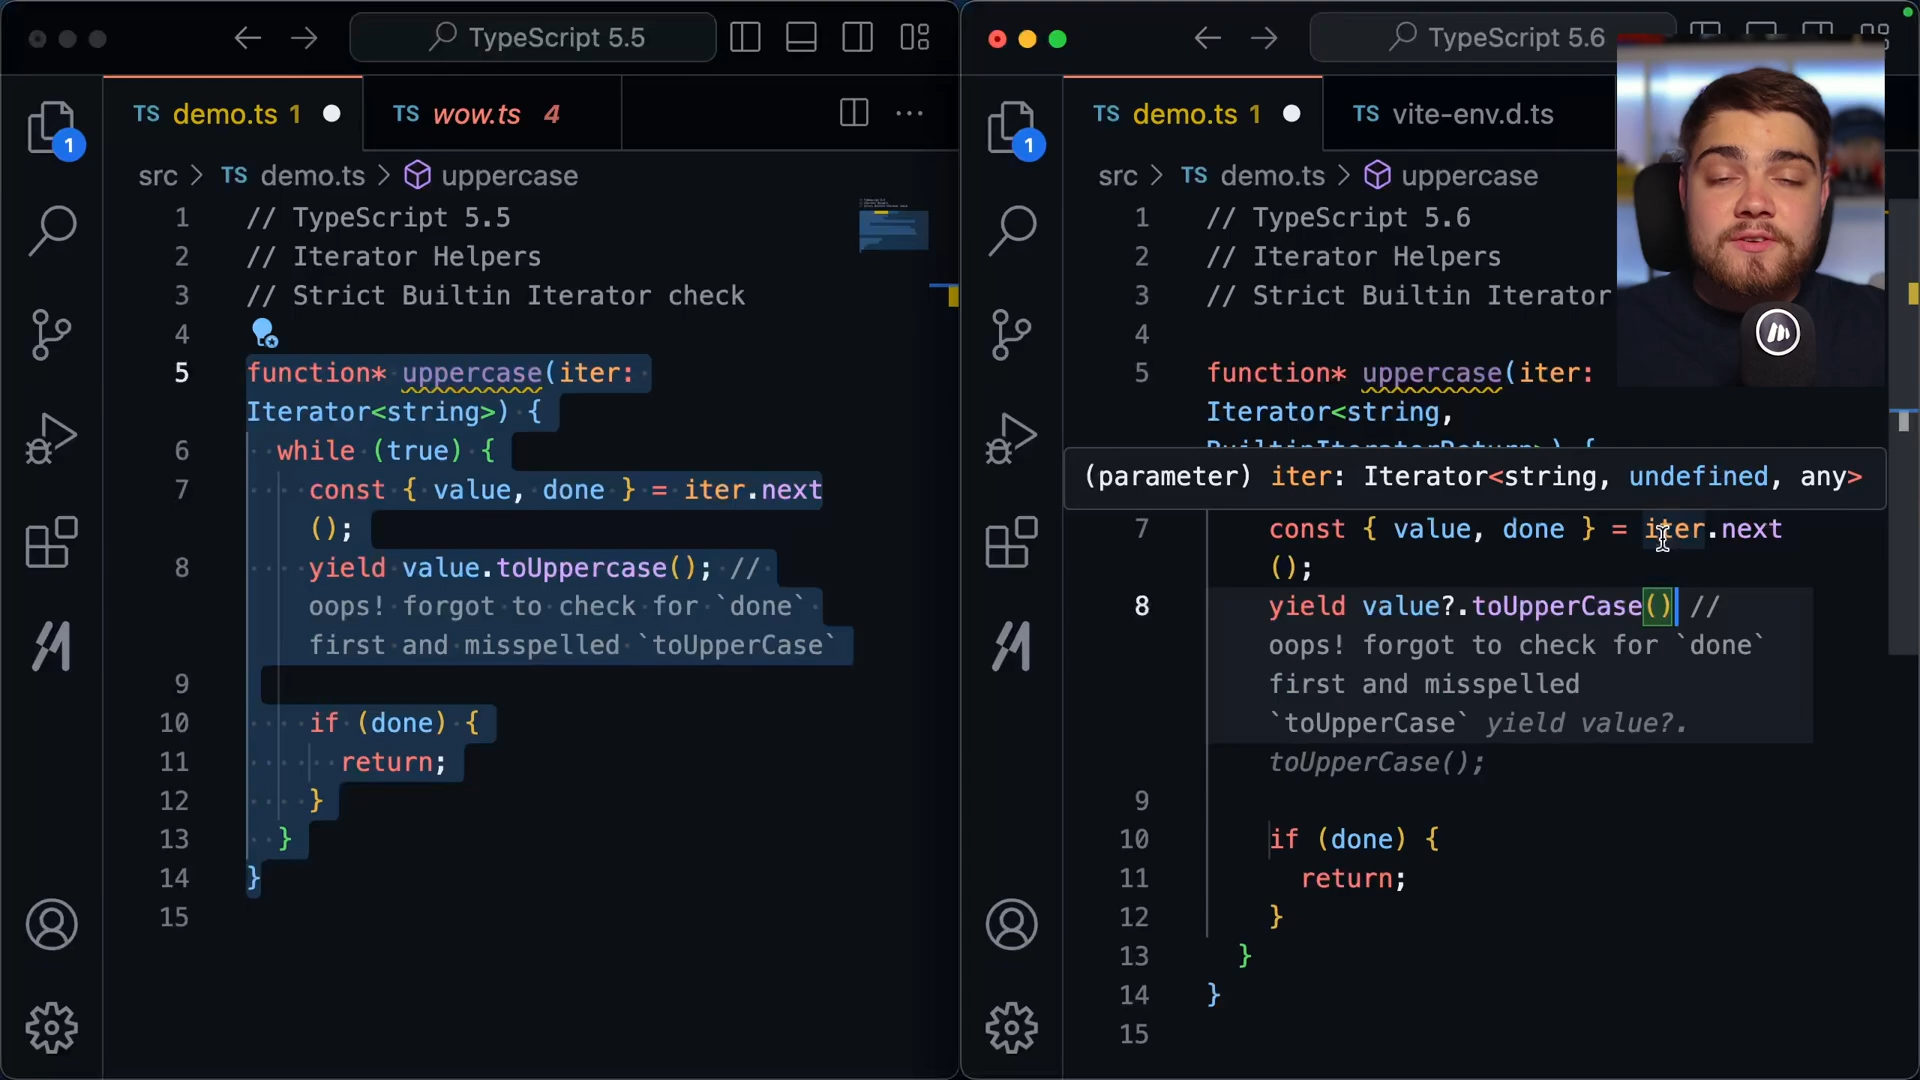 TypeScript 5.5
TS demo.ts 1
TS wow.ts 4
1
src > TS demo.ts > uppercase
1 // TypeScript 5.5
2 // Iterator Helpers
3 // Strict Builtin Iterator check
4
5 function* uppercase(iter:
Iterator<string>) {
6 while (true) {
7 const { value, done } = iter.next
();
8 yield value.toUppercase(); //
oops! forgot to check for `done`
first and misspelled `toUpperCase`
9
10 if (done) {
11 return;
12 }
13 }
14 }
15
TypeScript 5.6
TS demo.ts 1
TS vite-env.d.ts
1
src > TS demo.ts > uppercase
1 // TypeScript 5.6
2 // Iterator Helpers
3 // Strict Builtin Iterator
4
5 function* uppercase(iter:
Iterator<string,
BuiltinIteratorReturn>) {
(parameter) iter: Iterator<string, undefined, any>
7 const { value, done } = iter.next
();
8 yield value?.toUpperCase() //
oops! forgot to check for `done`
first and misspelled
`toUpperCase` yield value?.
toUpperCase();
9
10 if (done) {
11 return;
12 }
13 }
14 }
15